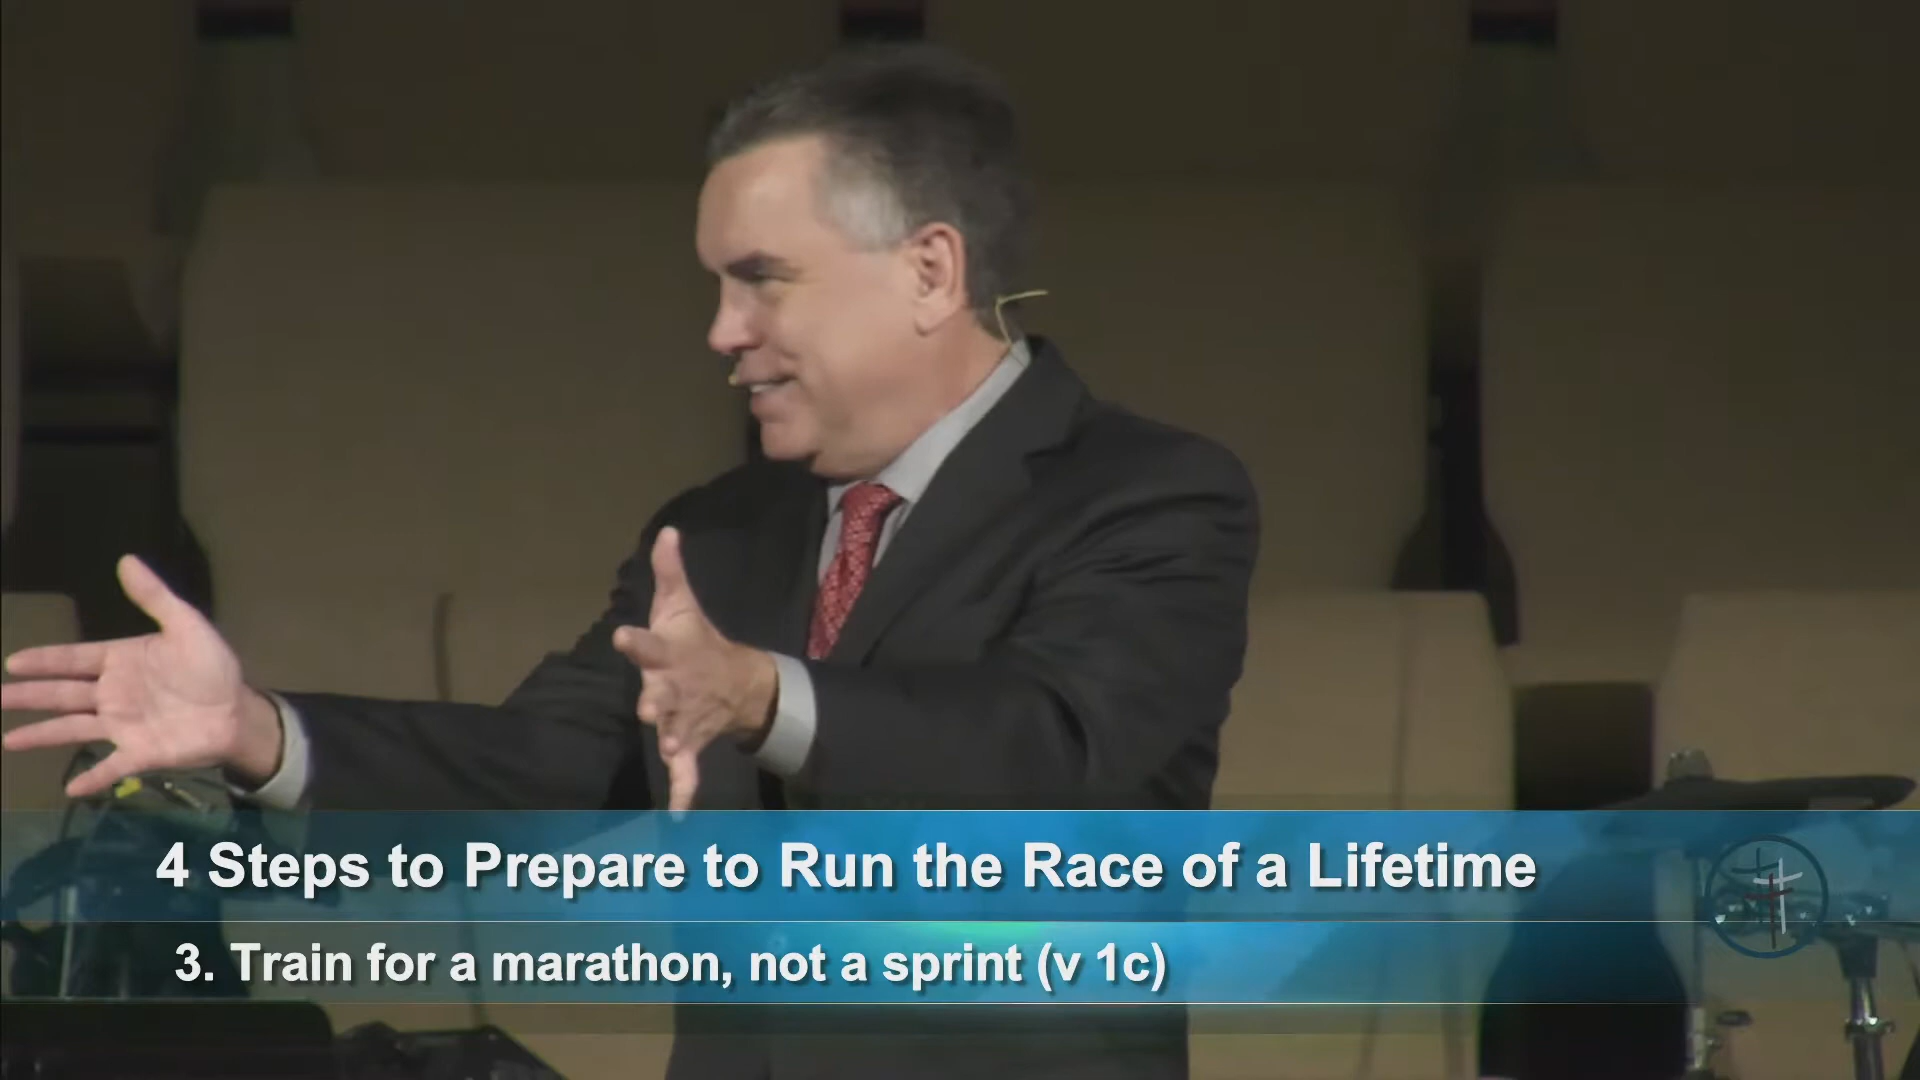 4 Steps to Prepare to Run the Race of a Lifetime
3. Train for a marathon, not a sprint (v 1c)